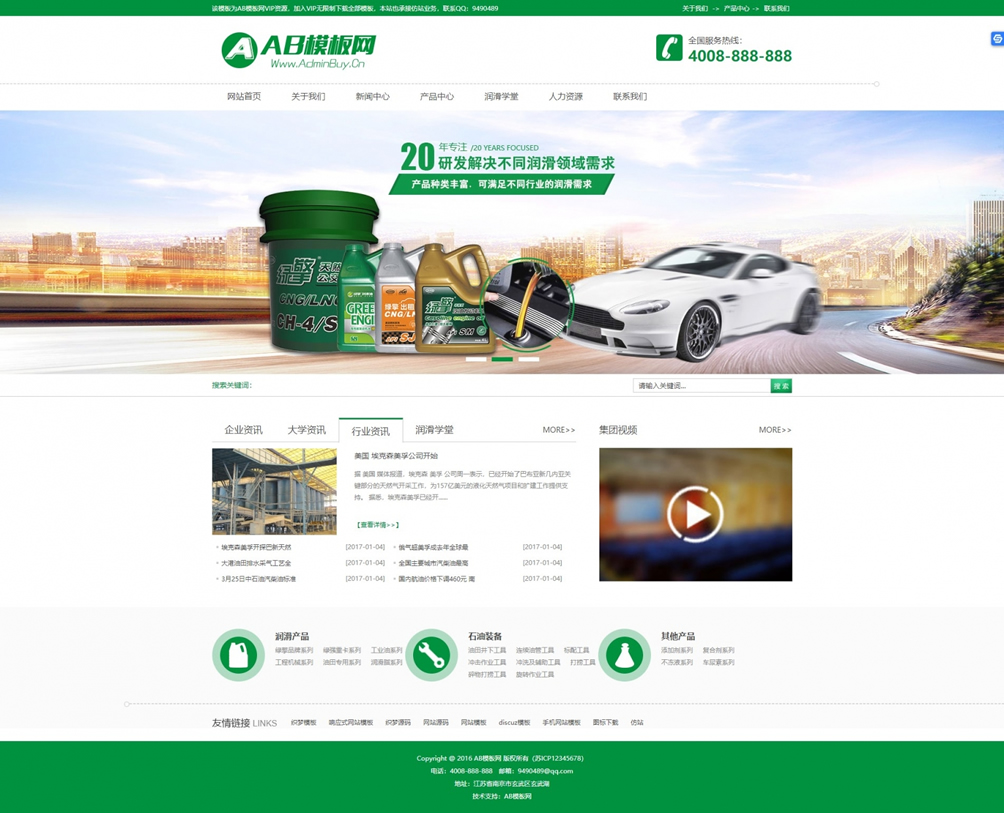 该模板为AB模板网VIP资源，加入VIP无限制下载全部模板，本站也承接仿站业务，联系QQ：9490489
关于我们 -> 产品中心 -> 联系我们
AB模板网
Www.AdminBuy.Cn
全国服务热线：
4008-888-888
网站首页 关于我们 新闻中心 产品中心 润滑学堂 人力资源 联系我们
20年专注 /20 YEARS FOCUSED
研发解决不同润滑领域需求
产品种类丰富，可满足不同行业的润滑需求
绿擎
CNG/LNG
CH-4/S
绿擎 出租
CNG/LN
绿擎
SM
搜索关键词：
请输入关键词...
搜 索
企业资讯 大学资讯 行业资讯 润滑学堂 MORE>>
集团视频 MORE>>
美国 埃克森美孚公司开始
据 美国 媒体报道，埃克森 美孚 公司周一表示，已经开始了巴布亚新几内亚关
键部分的天然气开采工作，为157亿美元的液化天然气项目和扩建工作提供支
持。 据悉，埃克森美孚已经开......
【查看详情>>】
埃克森美孚开探巴新天然 [2017-01-04]
俄气超美孚成去年全球最 [2017-01-04]
大港油田排水采气工艺全 [2017-01-04]
全国主要城市汽柴油最高 [2017-01-04]
3月25日中石油汽柴油标准 [2017-01-04]
国内航油价格下调460元 南 [2017-01-04]
润滑产品
绿擎品牌系列 绿强重卡系列 工业油系列
工程机械系列 油田专用系列 润滑脂系列
石油装备
油田井下工具 连续油管工具 标配工具
冲击作业工具 冲洗及辅助工具 打捞工具
碎物打捞工具 旋转作业工具
其他产品
添加剂系列 复合剂系列
不冻液系列 车尿素系列
友情链接 LINKS 织梦模板 响应式网站模板 织梦源码 网站源码 网站模板 discuz模板 手机网站模板 图标下载 仿站
Copyright @ 2016 AB模板网 版权所有（苏ICP12345678）
电话：4008-888-888 邮箱：9490489@qq.com
地址：江苏省南京市玄武区玄武湖
技术支持：AB模板网